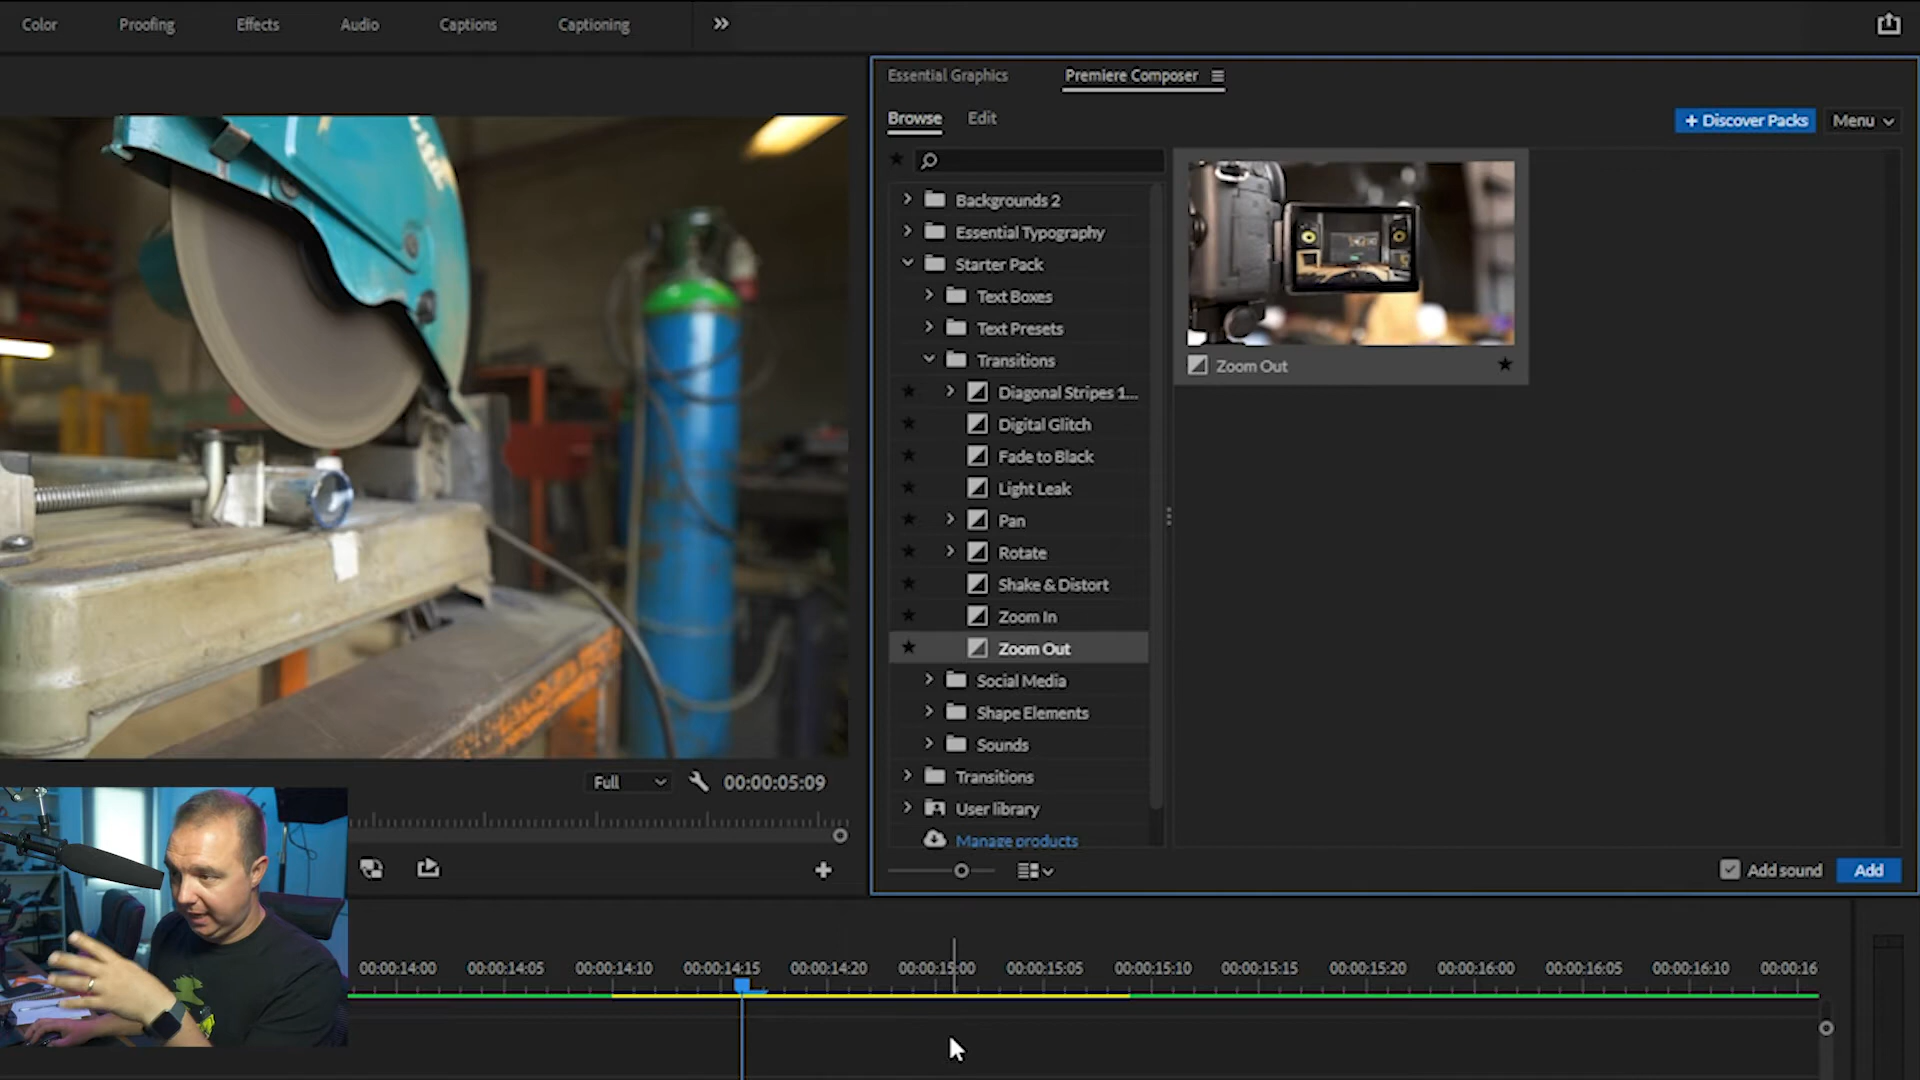 Color Proofing Effects Audio Captions Captioning
Essential Graphics Premiere Composer
Browse Edit + Discover Packs Menu
Backgrounds 2
Essential Typography
Starter Pack
Text Boxes
Text Presets
Transitions
Zoom Out
Diagonal Stripes 1...
Digital Glitch
Fade to Black
Light Leak
Pan
Rotate
Shake & Distort
Zoom In
Zoom Out
Social Media
Shape Elements
Sounds
Transitions
Full 00:00:05:09
User library
Manage products
Add sound Add
00:00:14:00 00:00:14:05 00:00:14:10 00:00:14:15 00:00:14:20 00:00:15:00 00:00:15:05 00:00:15:10 00:00:15:15 00:00:15:20 00:00:16:00 00:00:16:05 00:00:16:10 00:00:16